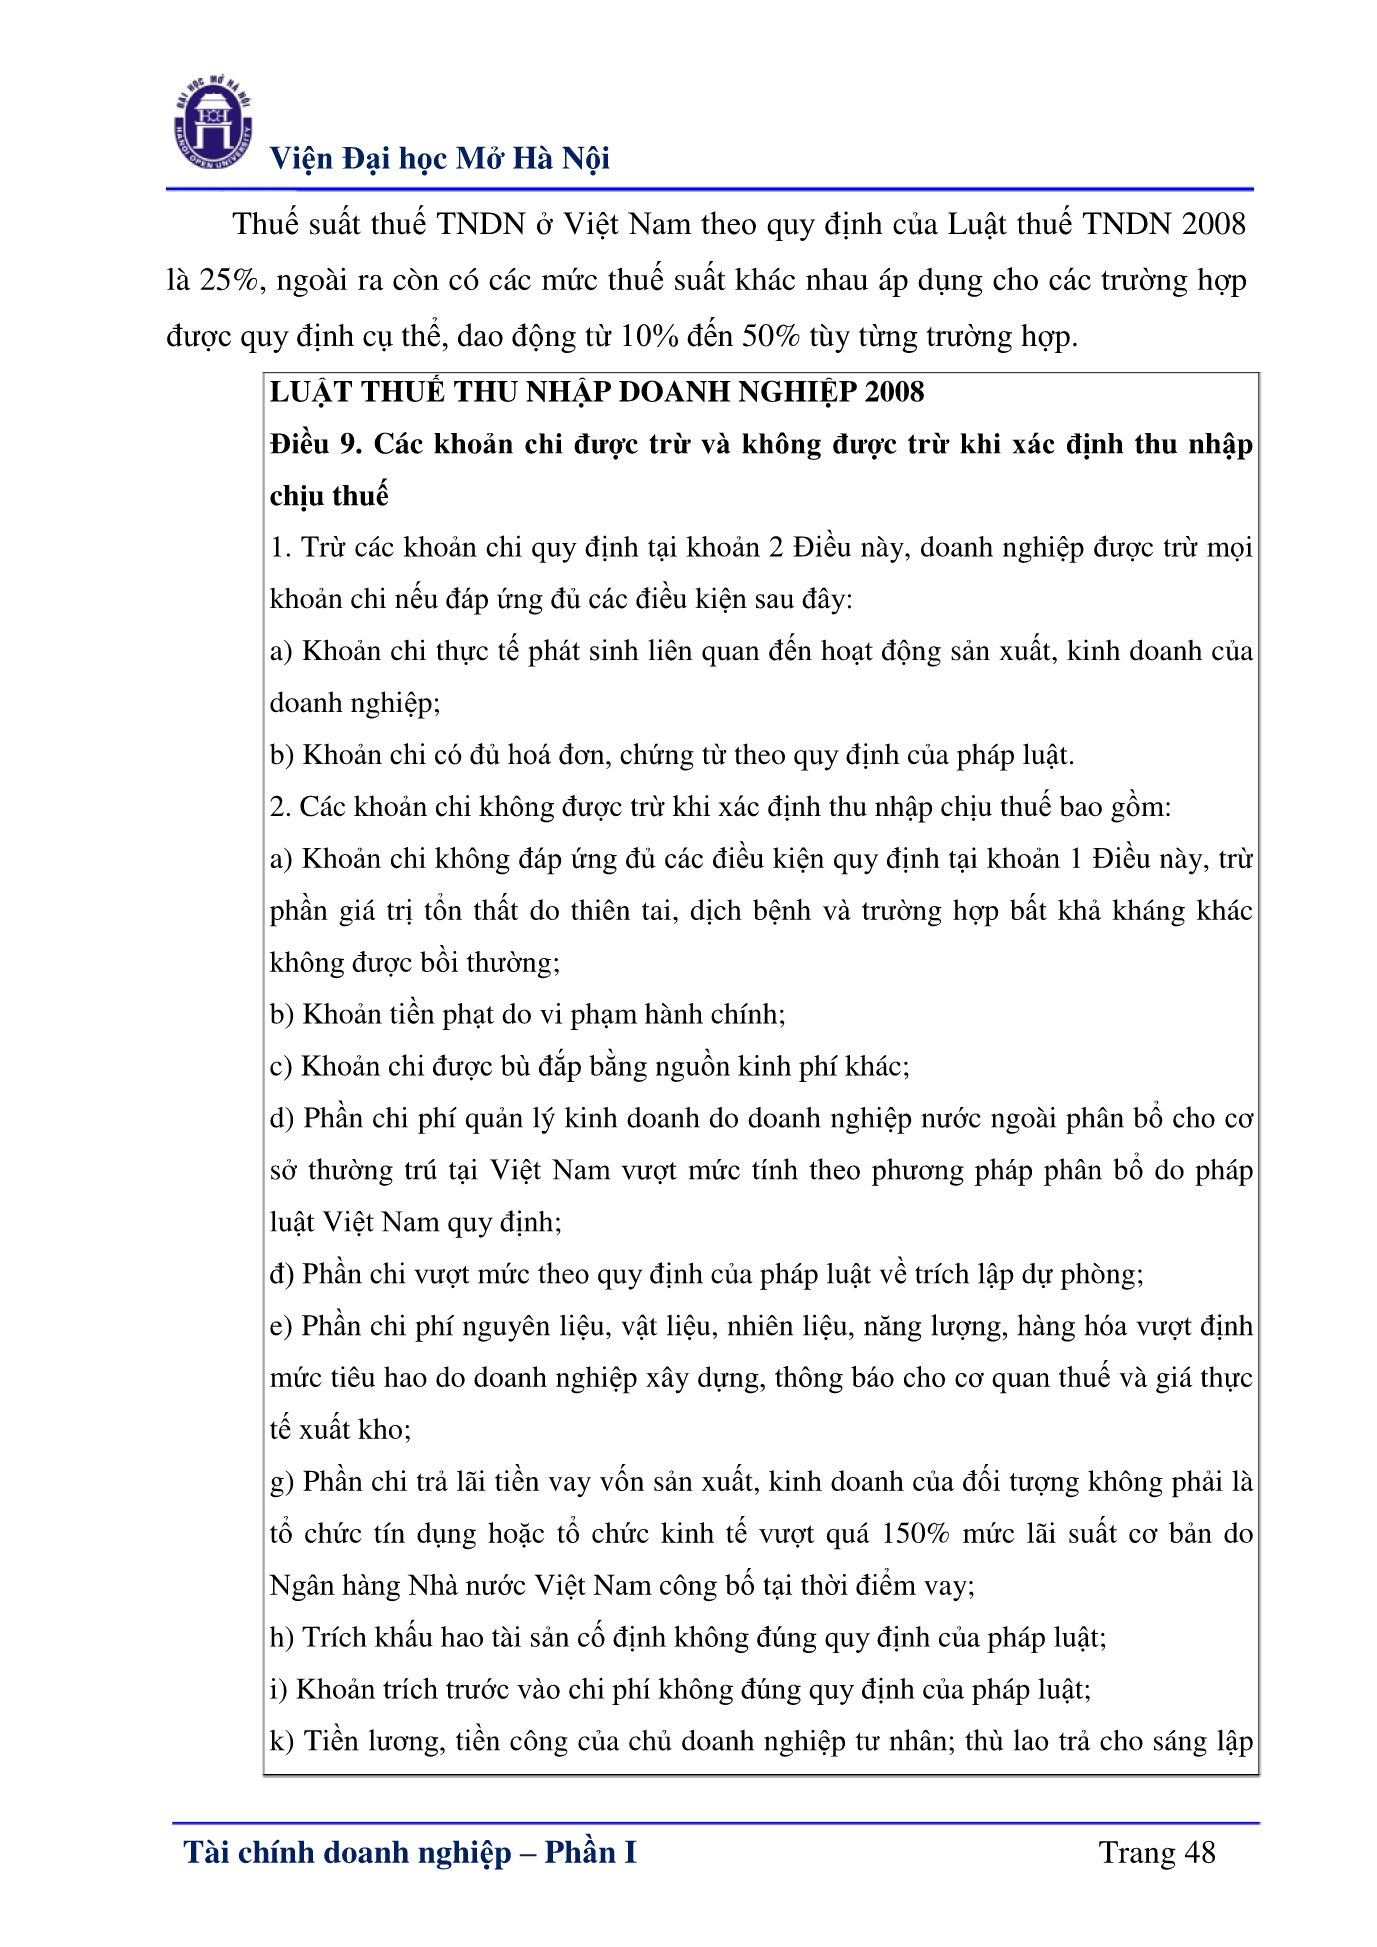 ĐẠI HỌC MỞ HÀ NỘI
HANOI OPEN UNIVERSITY
Viện Đại học Mở Hà Nội
Thuế suất thuế TNDN ở Việt Nam theo quy định của Luật thuế TNDN 2008
là 25%, ngoài ra còn có các mức thuế suất khác nhau áp dụng cho các trường hợp
được quy định cụ thể, dao động từ 10% đến 50% tùy từng trường hợp.
LUẬT THUẾ THU NHẬP DOANH NGHIỆP 2008
Điều 9. Các khoản chi được trừ và không được trừ khi xác định thu nhập
chịu thuế
1. Trừ các khoản chi quy định tại khoản 2 Điều này, doanh nghiệp được trừ mọi
khoản chi nếu đáp ứng đủ các điều kiện sau đây:
a) Khoản chi thực tế phát sinh liên quan đến hoạt động sản xuất, kinh doanh của
doanh nghiệp;
b) Khoản chi có đủ hoá đơn, chứng từ theo quy định của pháp luật.
2. Các khoản chi không được trừ khi xác định thu nhập chịu thuế bao gồm:
a) Khoản chi không đáp ứng đủ các điều kiện quy định tại khoản 1 Điều này, trừ
phần giá trị tổn thất do thiên tai, dịch bệnh và trường hợp bất khả kháng khác
không được bồi thường;
b) Khoản tiền phạt do vi phạm hành chính;
c) Khoản chi được bù đắp bằng nguồn kinh phí khác;
d) Phần chi phí quản lý kinh doanh do doanh nghiệp nước ngoài phân bổ cho cơ
sở thường trú tại Việt Nam vượt mức tính theo phương pháp phân bổ do pháp
luật Việt Nam quy định;
đ) Phần chi vượt mức theo quy định của pháp luật về trích lập dự phòng;
e) Phần chi phí nguyên liệu, vật liệu, nhiên liệu, năng lượng, hàng hóa vượt định
mức tiêu hao do doanh nghiệp xây dựng, thông báo cho cơ quan thuế và giá thực
tế xuất kho;
g) Phần chi trả lãi tiền vay vốn sản xuất, kinh doanh của đối tượng không phải là
tổ chức tín dụng hoặc tổ chức kinh tế vượt quá 150% mức lãi suất cơ bản do
Ngân hàng Nhà nước Việt Nam công bố tại thời điểm vay;
h) Trích khấu hao tài sản cố định không đúng quy định của pháp luật;
i) Khoản trích trước vào chi phí không đúng quy định của pháp luật;
k) Tiền lương, tiền công của chủ doanh nghiệp tư nhân; thù lao trả cho sáng lập
Tài chính doanh nghiệp – Phần I Trang 48